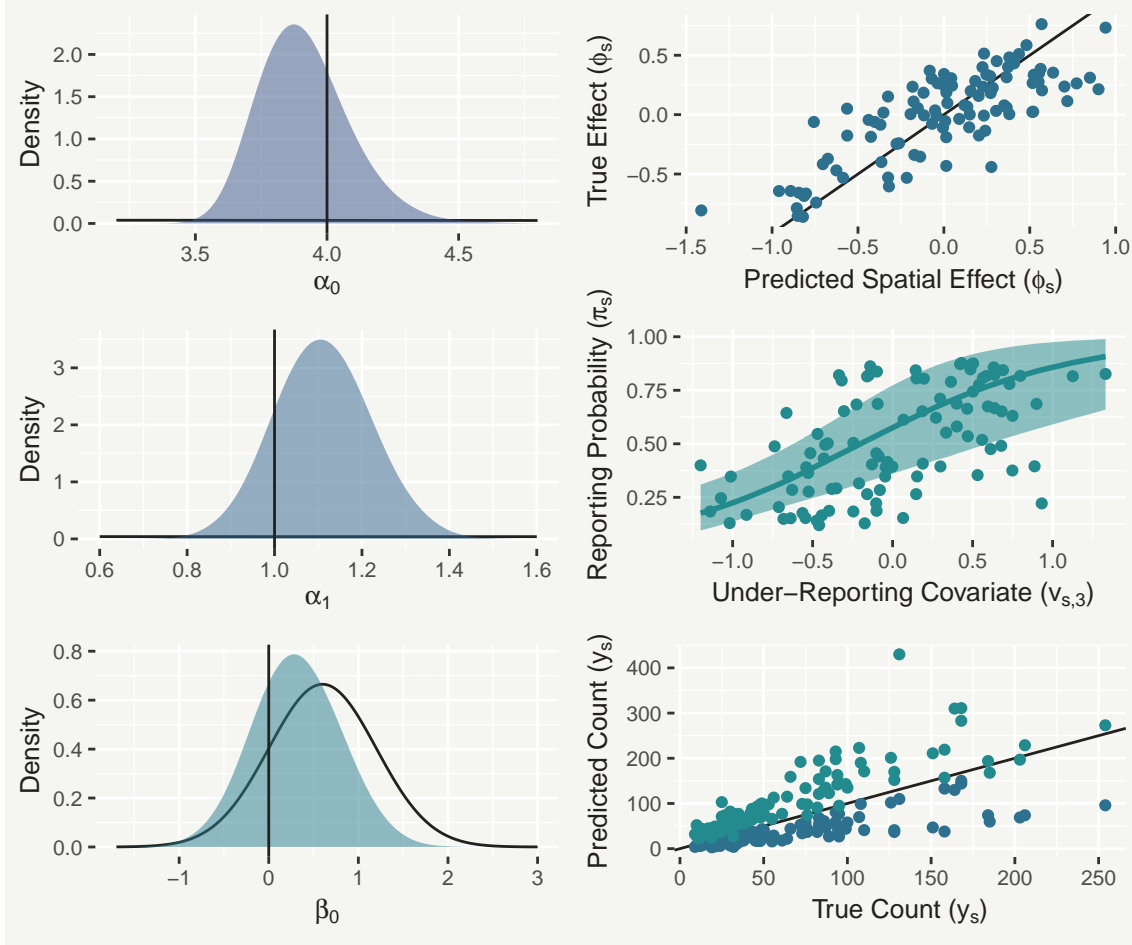 Density
2.0
1.5
1.0
0.5
0.0
3.5 4.0 4.5
α₀
True Effect (ϕₛ)
0.5
0.0
−0.5
−1.5 −1.0 −0.5 0.0 0.5 1.0
Predicted Spatial Effect (ϕₛ)
Density
3
2
1
0
0.6 0.8 1.0 1.2 1.4 1.6
α₁
Reporting Probability (πₛ)
1.00
0.75
0.50
0.25
−1.0 −0.5 0.0 0.5 1.0
Under−Reporting Covariate (vₛ,₃)
Density
0.8
0.6
0.4
0.2
0.0
−1 0 1 2 3
β₀
Predicted Count (yₛ)
400
300
200
100
0
0 50 100 150 200 250
True Count (yₛ)